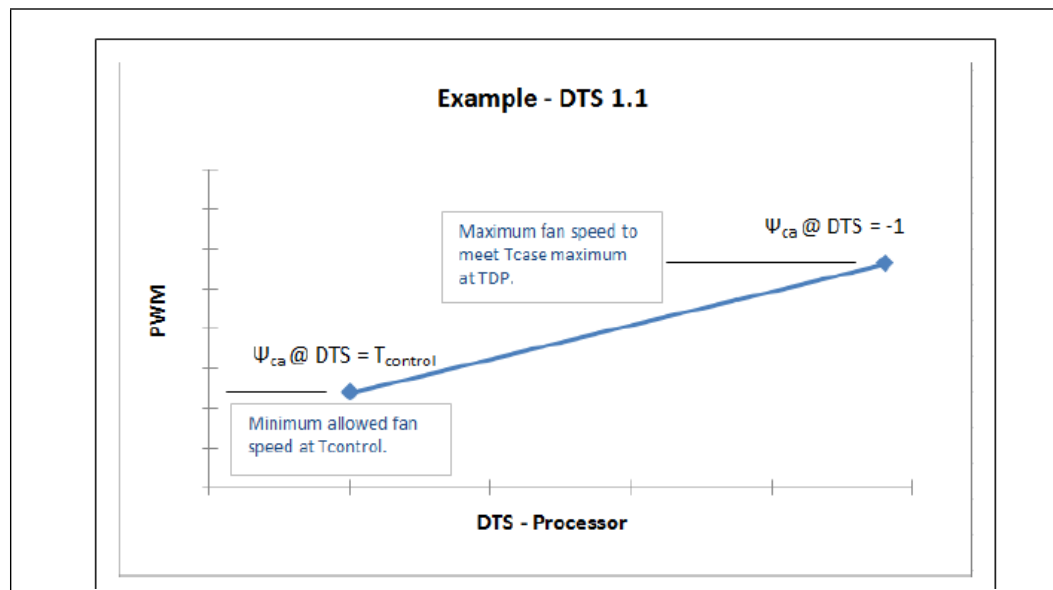 Example - DTS 1.1
Ψca @ DTS = -1
Maximum fan speed to
meet Tcase maximum
at TDP.
PWM
Ψca @ DTS = Tcontrol
Minimum allowed fan
speed at Tcontrol.
DTS - Processor